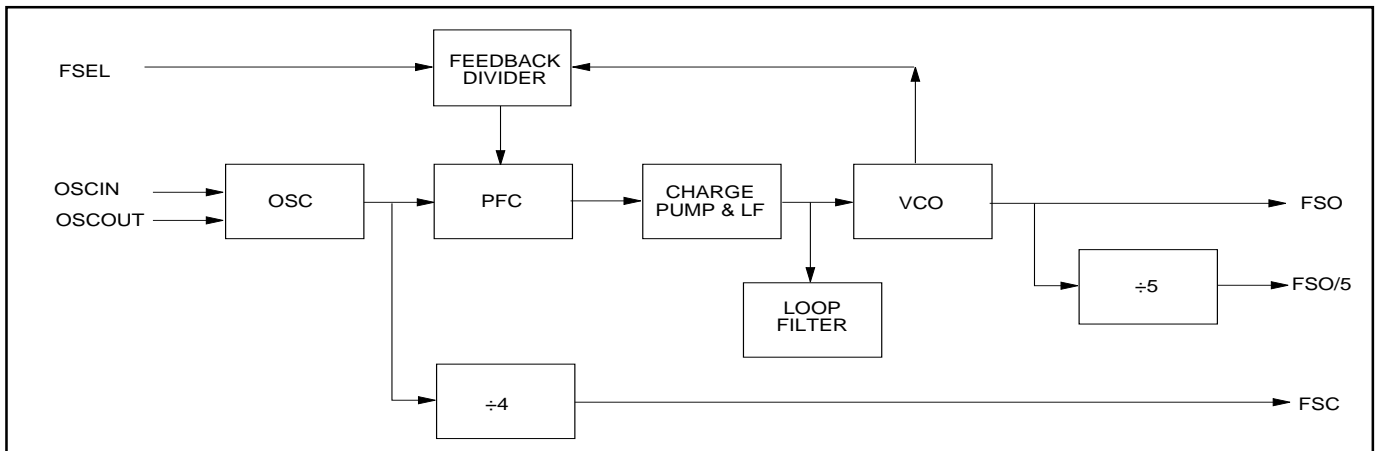 FSEL
FEEDBACK
DIVIDER
OSCIN
OSCOUT
OSC
PFC
CHARGE
PUMP & LF
VCO
FSO
LOOP
FILTER
÷5
FSO/5
÷4
FSC